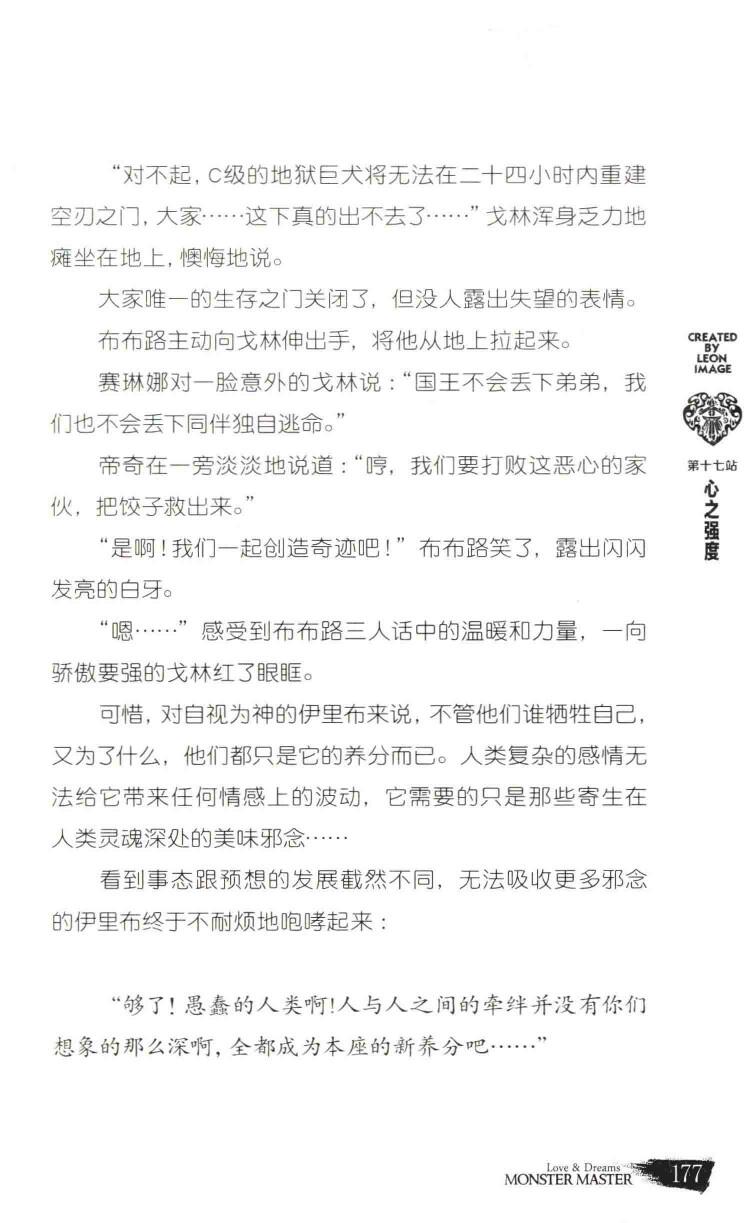 “对不起，C级的地狱巨犬将无法在二十四小时内重建
空刃之门，大家……这下真的出不去了……”戈林浑身乏力地
瘫坐在地上，懊悔地说。
大家唯一的生存之门关闭了，但没人露出失望的表情。
布布路主动向戈林伸出手，将他从地上拉起来。
赛琳娜对一脸意外的戈林说：“国王不会丢下弟弟，我
们也不会丢下同伴独自逃命。”
帝奇在一旁淡淡地说道：“哼，我们要打败这恶心的家
伙，把饺子救出来。”
“是啊！我们一起创造奇迹吧！”布布路笑了，露出闪闪
发亮的白牙。
“嗯……”感受到布布路三人话中的温暖和力量，一向
骄傲要强的戈林红了眼眶。
可惜，对自视为神的伊里布来说，不管他们谁牺牲自己，
又为了什么，他们都只是它的养分而已。人类复杂的感情无
法给它带来任何情感上的波动，它需要的只是那些寄生在
人类灵魂深处的美味邪念……
看到事态跟预想的发展截然不同，无法吸收更多邪念
的伊里布终于不耐烦地咆哮起来：
“够了！愚蠢的人类啊！人与人之间的牵绊并没有你们
想象的那么深啊，全都成为本座的新养分吧……”
CREATED
BY
LEON
IMAGE
第十七站
心之强度
Love & Dreams
MONSTER MASTER
177